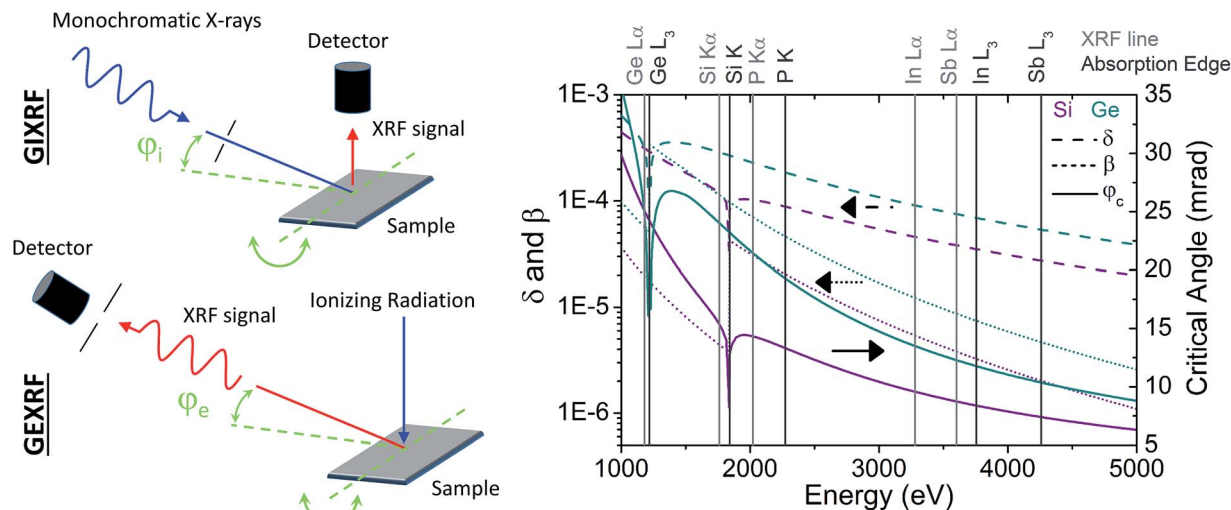 Monochromatic X-rays
Detector
GIXRF
φi
XRF signal
Sample
Detector
XRF signal
Ionizing Radiation
GEXRF
φe
Sample
Ge Lα
Ge L3
Si Kα
Si K
P Kα
P K
In Lα
Sb Lα
In L3
Sb L3
XRF line
Absorption Edge
δ and β
1E-3
1E-4
1E-5
1E-6
Si Ge
δ
β
φc
35
30
25
20
15
10
5
Critical Angle (mrad)
1000 2000 3000 4000 5000
Energy (eV)